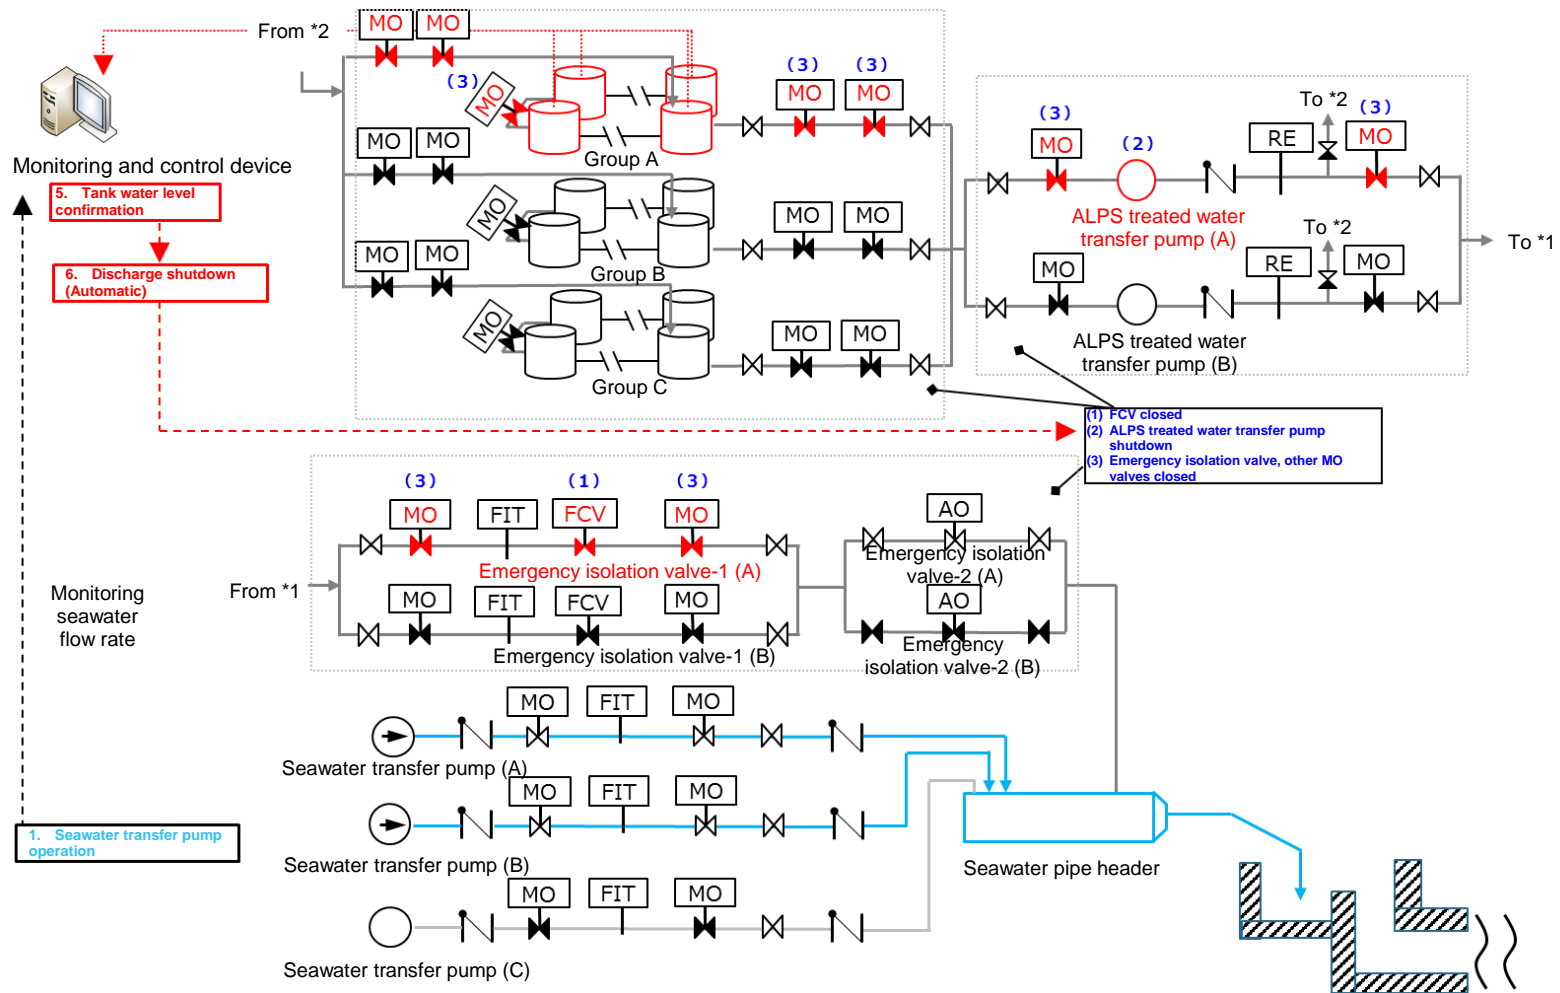 From *2
MO
MO
(3)
MO
(3)
(3)
MO
MO
Group A
Monitoring and control device
5. Tank water level
confirmation
6. Discharge shutdown
(Automatic)
MO
MO
MO
MO
MO
Group B
MO
MO
MO
MO
MO
Group C
To *2
(3)
(2)
(3)
MO
RE
MO
ALPS treated water
transfer pump (A)
To *2
To *1
MO
RE
MO
ALPS treated water
transfer pump (B)
(1) FCV closed
(2) ALPS treated water transfer pump
shutdown
(3) Emergency isolation valve, other MO
valves closed
(3)
(1)
(3)
MO
FIT
FCV
MO
AO
Emergency isolation valve-1 (A)
Emergency isolation
valve-2 (A)
From *1
MO
FIT
FCV
MO
AO
Emergency isolation valve-1 (B)
Emergency
isolation valve-2 (B)
Monitoring
seawater
flow rate
MO
FIT
MO
Seawater transfer pump (A)
MO
FIT
MO
Seawater transfer pump (B)
1. Seawater transfer pump
operation
Seawater pipe header
MO
FIT
MO
Seawater transfer pump (C)